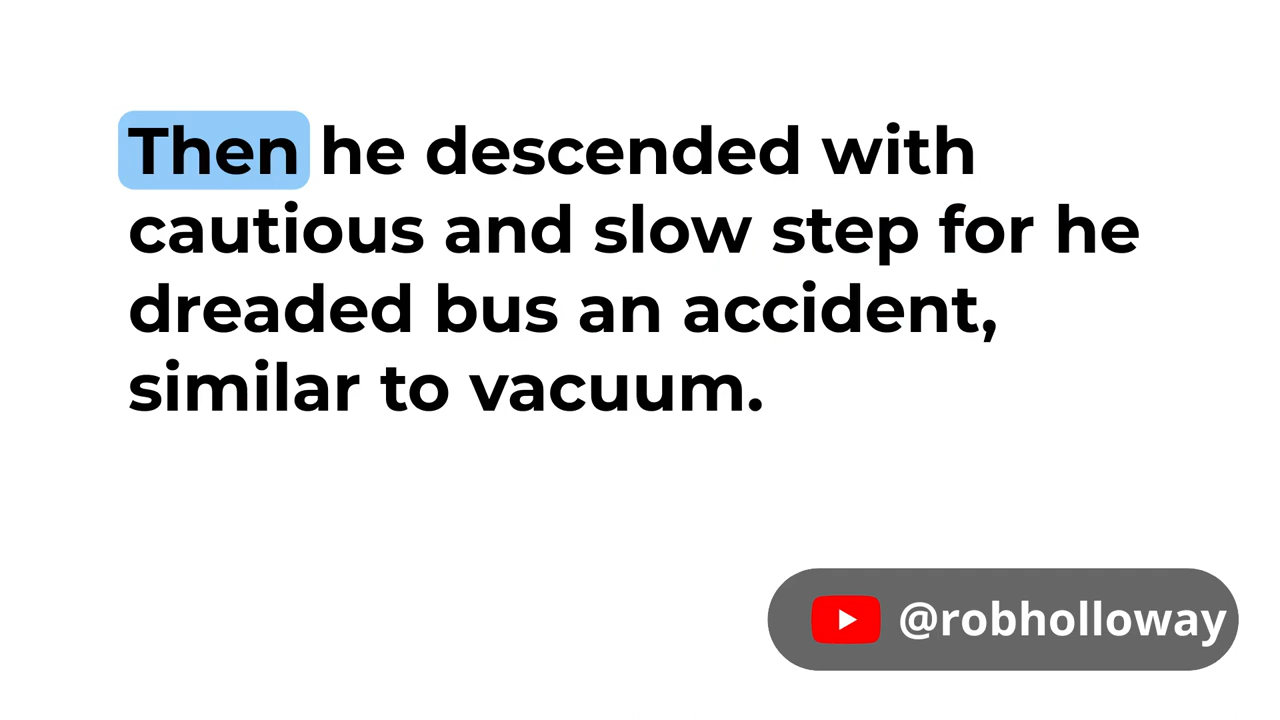 Then he descended with
cautious and slow step for he
dreaded bus an accident,
similar to vacuum.
@robholloway